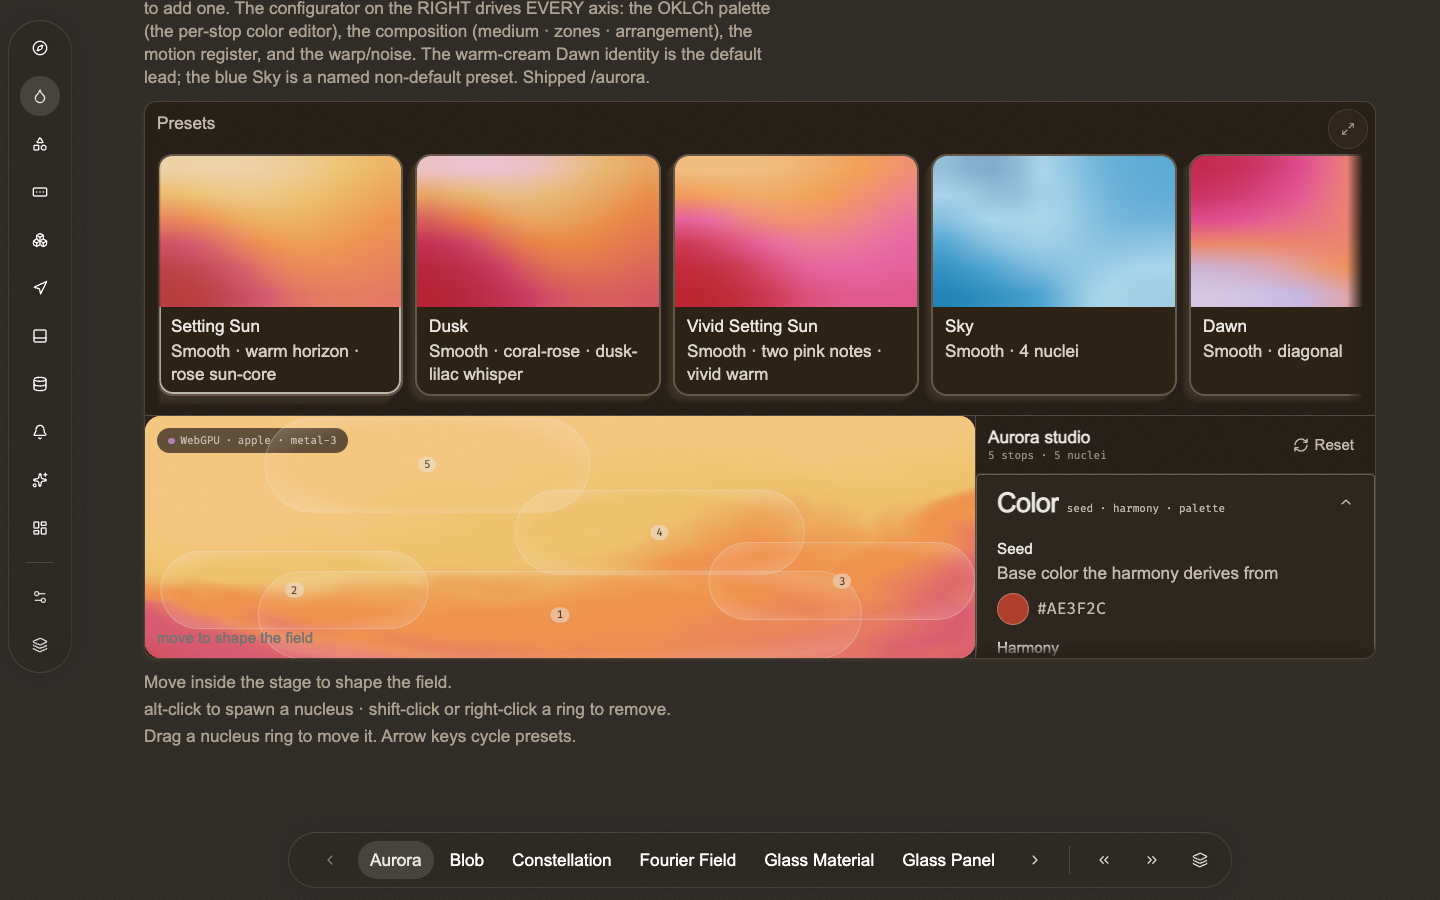 to add one. The configurator on the RIGHT drives EVERY axis: the OKLCh palette
(the per-stop color editor), the composition (medium · zones · arrangement), the
motion register, and the warp/noise. The warm-cream Dawn identity is the default
lead; the blue Sky is a named non-default preset. Shipped /aurora.
Presets
Setting Sun
Smooth · warm horizon ·
rose sun-core
Dusk
Smooth · coral-rose · dusk-
lilac whisper
Vivid Setting Sun
Smooth · two pink notes ·
vivid warm
Sky
Smooth · 4 nuclei
Dawn
Smooth · diagonal
WebGPU · apple · metal-3
5
4
3
2
1
move to shape the field
Aurora studio
5 stops · 5 nuclei
Reset
Color seed · harmony · palette
Seed
Base color the harmony derives from
#AE3F2C
Harmony
Move inside the stage to shape the field.
alt-click to spawn a nucleus · shift-click or right-click a ring to remove.
Drag a nucleus ring to move it. Arrow keys cycle presets.
Aurora Blob Constellation Fourier Field Glass Material Glass Panel